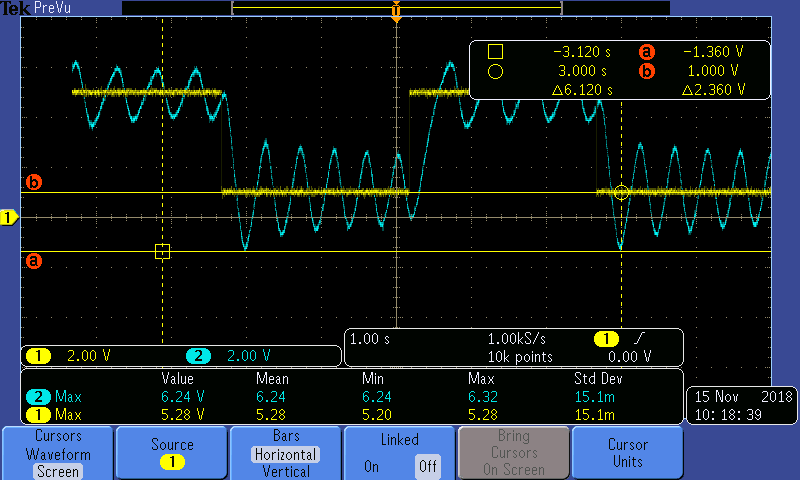 Tek PreVu
T
−3.120 s a −1.360 V
3.000 s b 1.000 V
△6.120 s △2.360 V
b
1
a
1 2.00 V 2 2.00 V
1.00 s 1.00kS/s 1
10k points 0.00 V
Value Mean Min Max Std Dev
2 Max 6.24 V 6.24 6.24 6.32 15.1m
1 Max 5.28 V 5.28 5.20 5.28 15.1m
15 Nov 2018
10:18:39
Cursors
Waveform
Screen
Source
1
Bars
Horizontal
Vertical
Linked
On Off
Bring
Cursors
On Screen
Cursor
Units